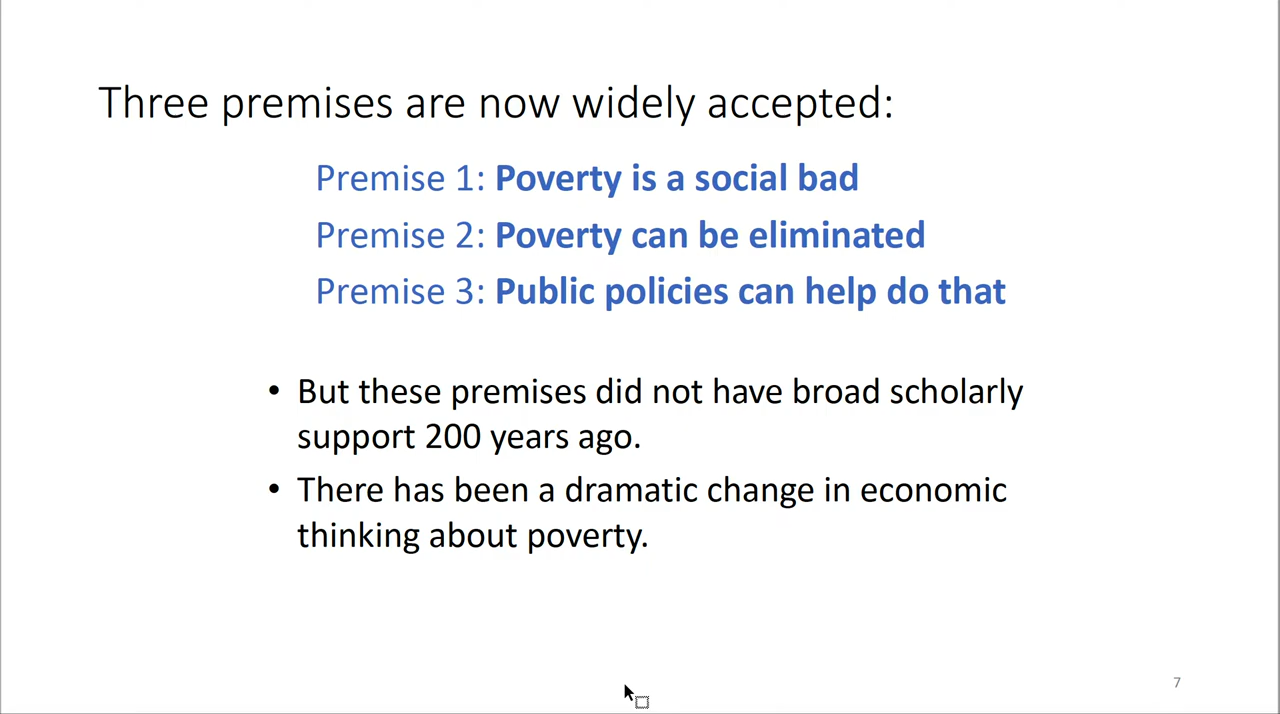 Three premises are now widely accepted:
Premise 1: Poverty is a social bad
Premise 2: Poverty can be eliminated
Premise 3: Public policies can help do that
• But these premises did not have broad scholarly
support 200 years ago.
• There has been a dramatic change in economic
thinking about poverty.
7